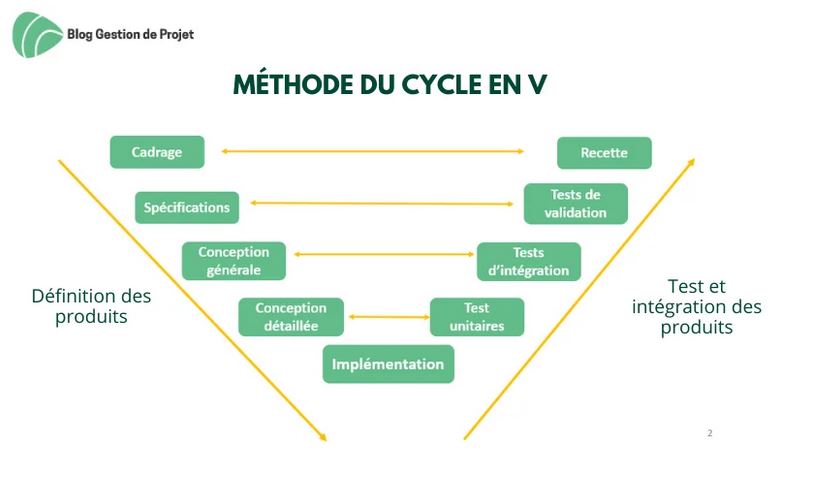 Blog Gestion de Projet
MÉTHODE DU CYCLE EN V
Cadrage
Recette
Spécifications
Tests de
validation
Conception
générale
Tests
d'intégration
Conception
détaillée
Test
unitaires
Implémentation
Définition des
produits
Test et
intégration des
produits
2